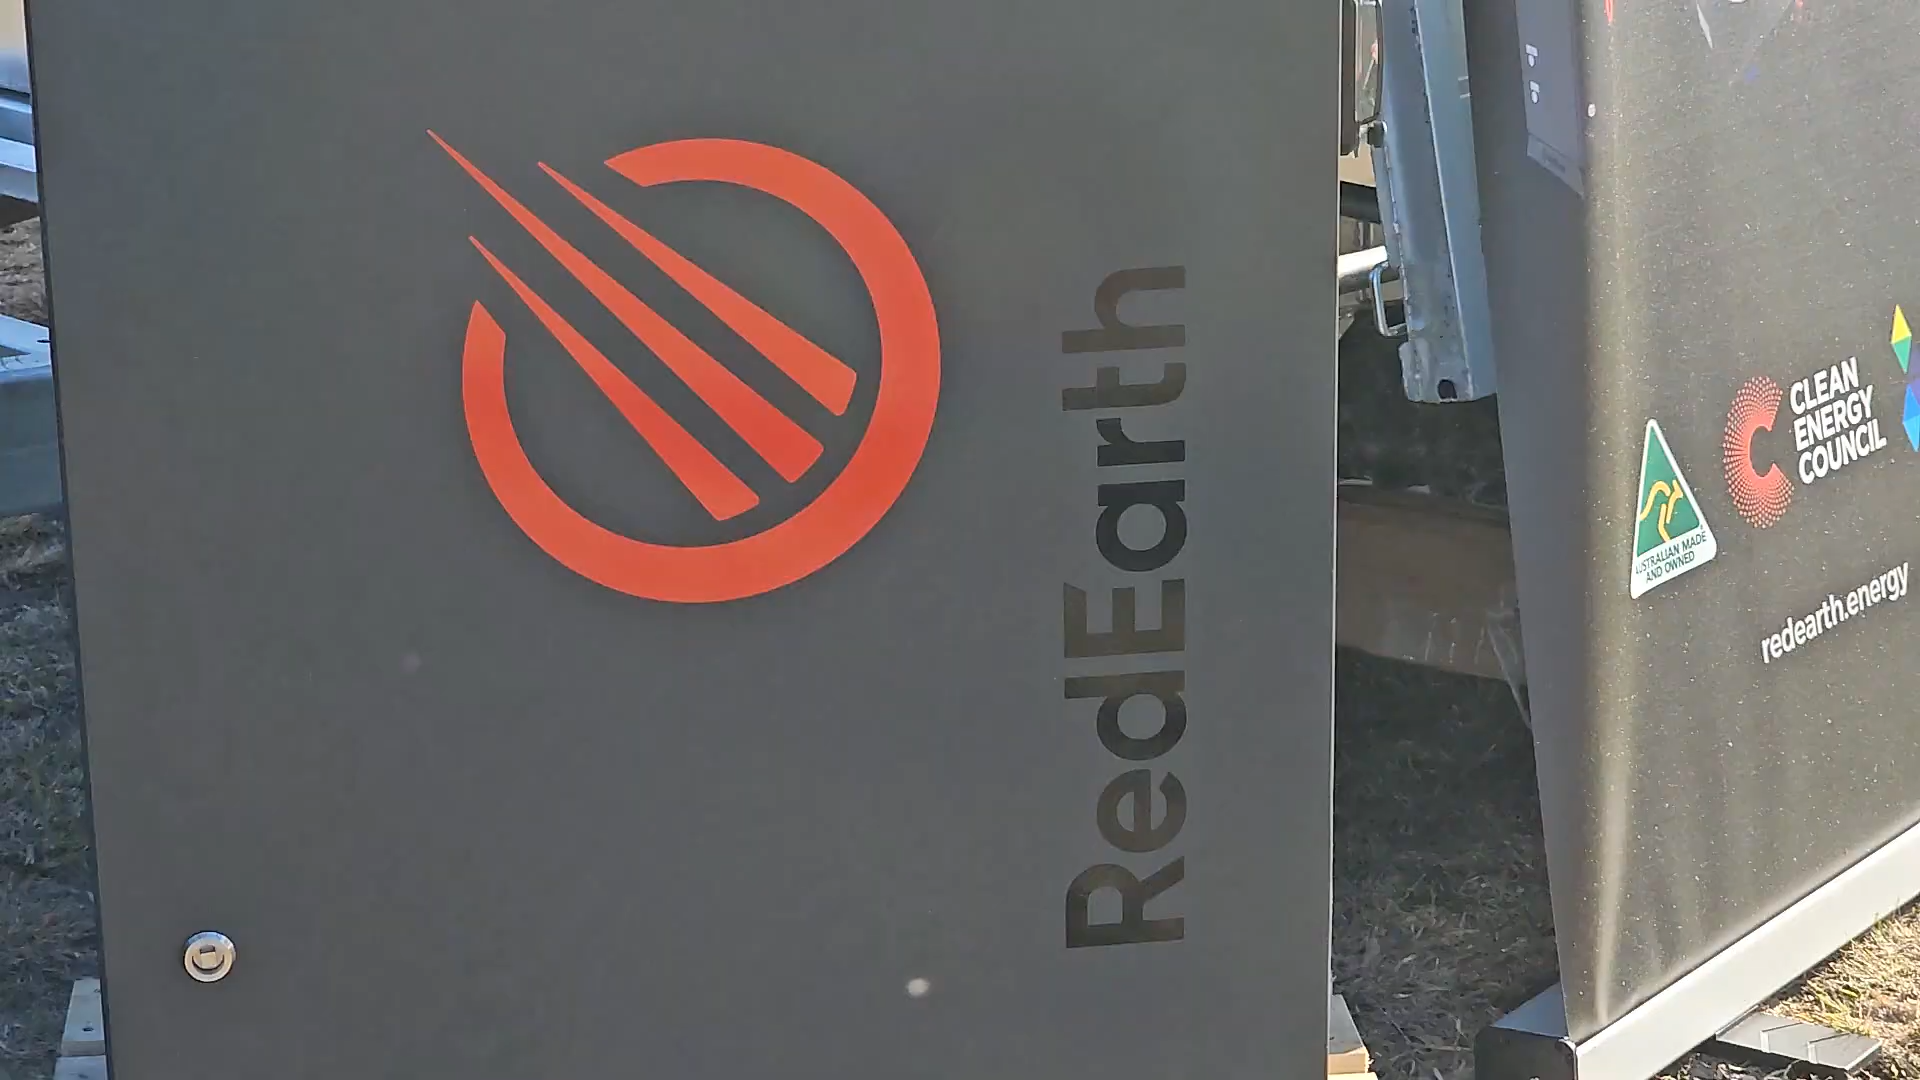 RedEarth
CLEAN
ENERGY
COUNCIL
AUSTRALIAN MADE
AND OWNED
redearth.energy